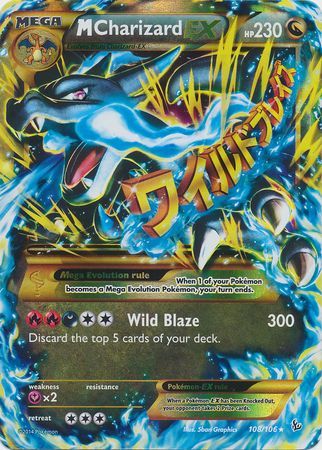 MEGA
M Charizard EX
HP 230
Evolves from Charizard-EX
ワイルドブレイズ
Mega Evolution rule
When 1 of your Pokémon
becomes a Mega Evolution Pokémon, your turn ends.
Wild Blaze 300
Discard the top 5 cards of your deck.
weakness resistance
×2
retreat
Pokémon-EX rule
When a Pokémon-EX has been Knocked Out,
your opponent takes 2 Prize cards.
©2014 Pokémon
Illus. 5ban Graphics
108/106★